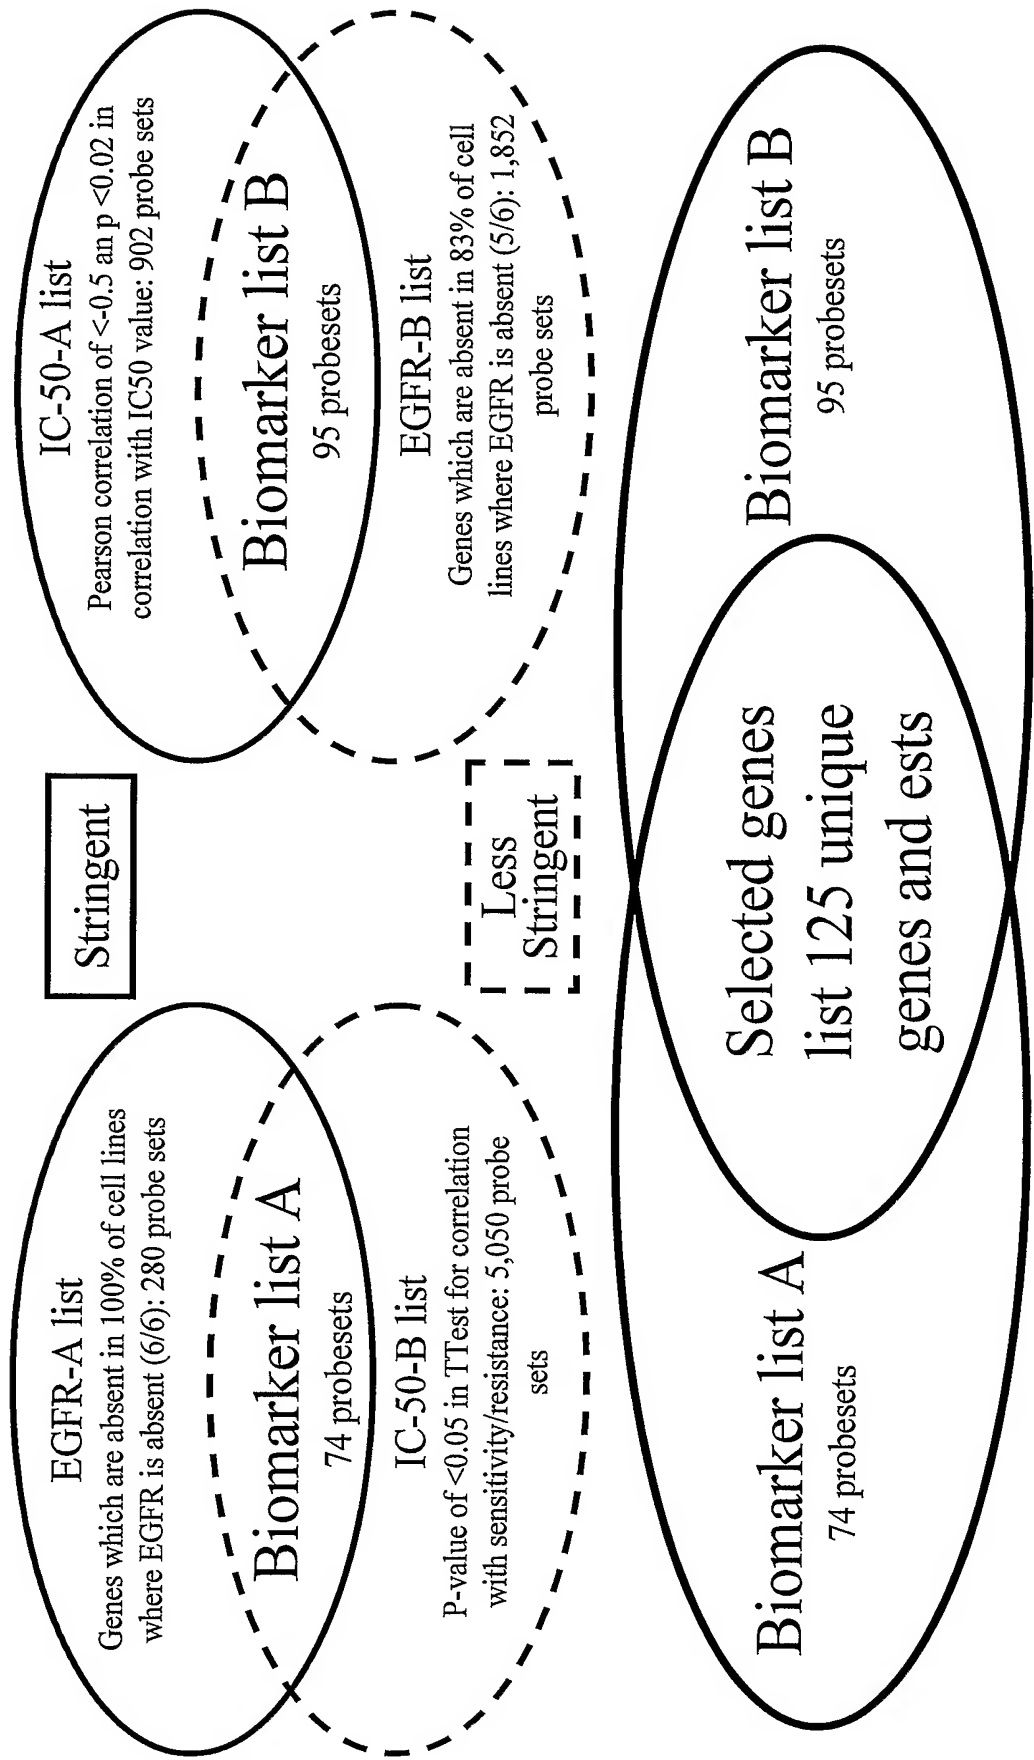 EGFR-A list
Genes which are absent in 100% of cell lines
where EGFR is absent (6/6): 280 probe sets
Biomarker list A
74 probesets
IC-50-B list
P-value of <0.05 in TTest for correlation
with sensitivity/resistance: 5,050 probe
sets
Stringent
Less
Stringent
IC-50-A list
Pearson correlation of <-0.5 an p <0.02 in
correlation with IC50 value: 902 probe sets
Biomarker list B
95 probesets
EGFR-B list
Genes which are absent in 83% of cell
lines where EGFR is absent (5/6): 1,852
probe sets
Biomarker list A
74 probesets
Selected genes
list 125 unique
genes and ests
Biomarker list B
95 probesets